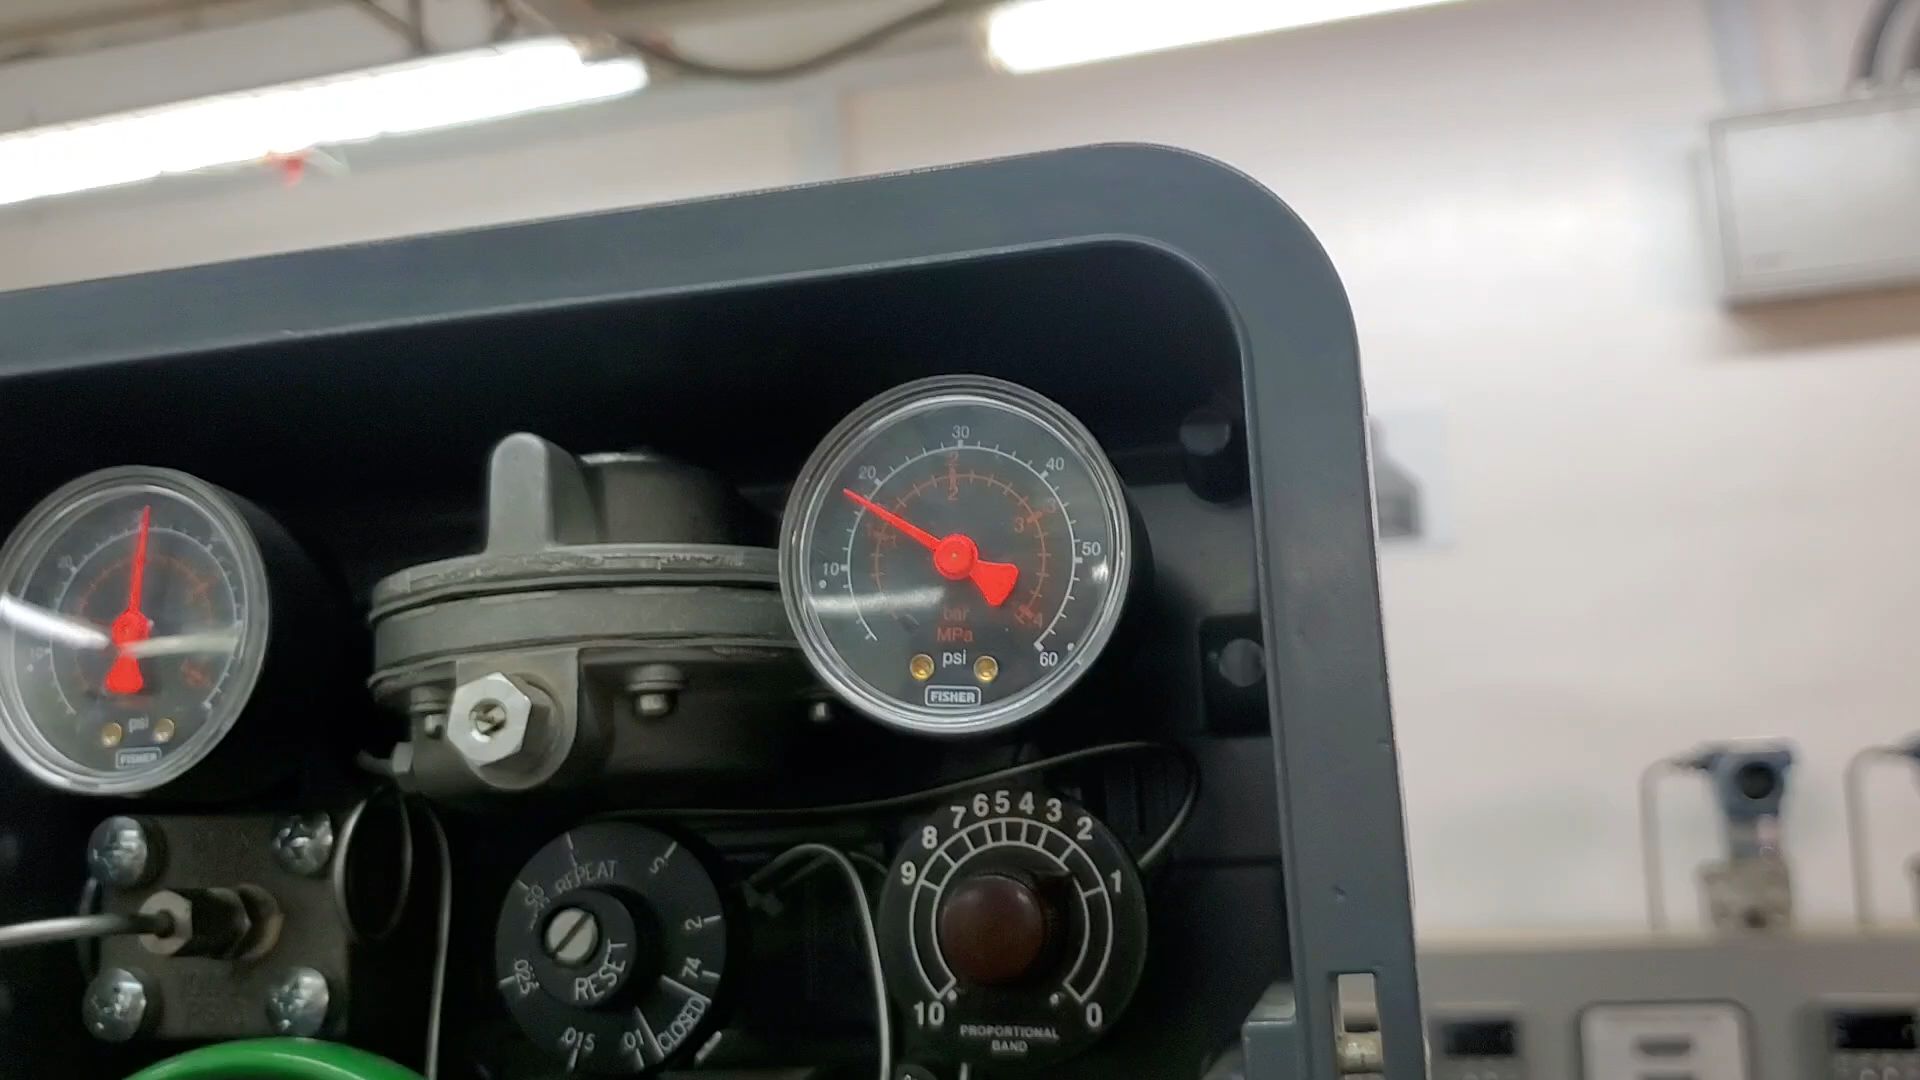 30
20
40
10
50
60
2
3
3
4
bar
MPa
psi
FISHER
psi
FISHER
REPEAT
5
2
74
CLOSED
.01
.015
.025
RESET
10 9 8 7 6 5 4 3 2 1 0
PROPORTIONAL
BAND